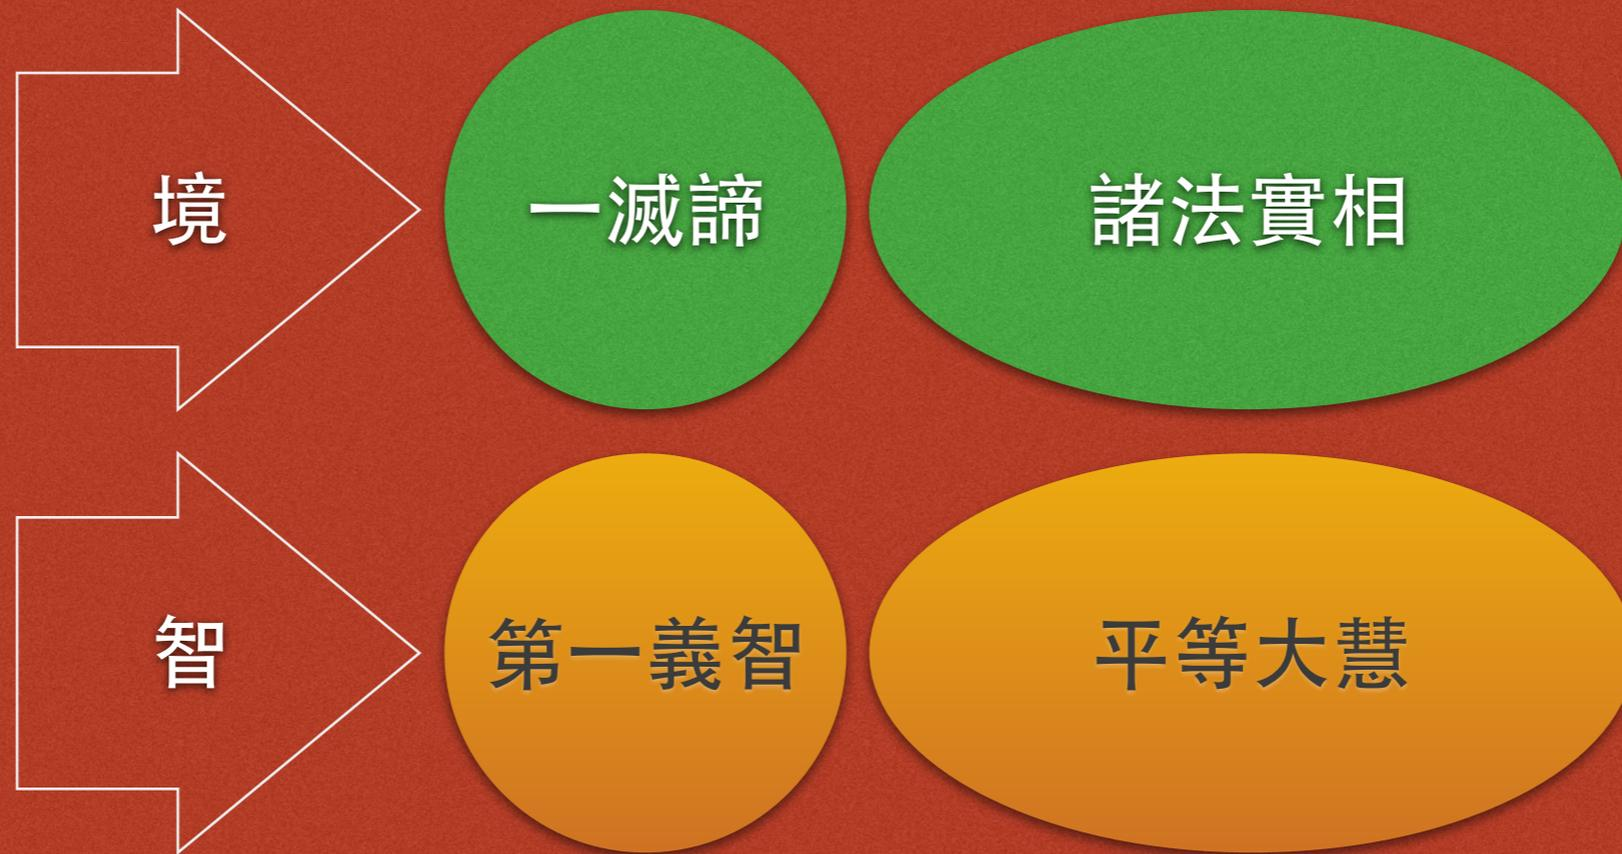 境
一滅諦
諸法實相
智
第一義智
平等大慧